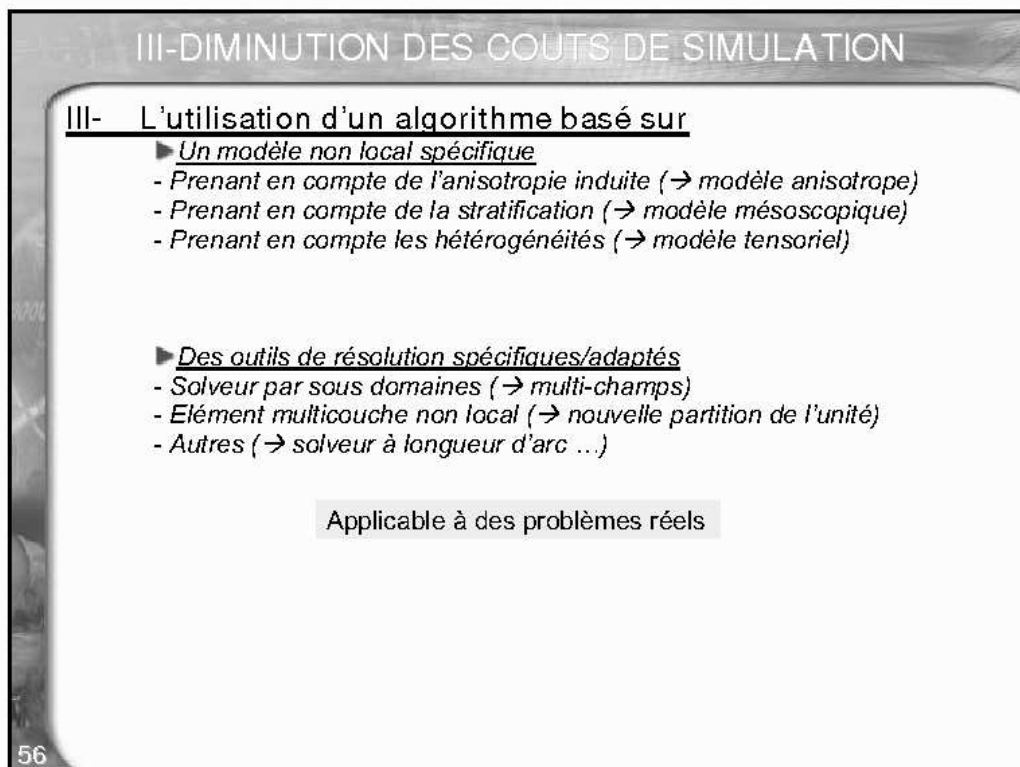 III-DIMINUTION DES COUTS DE SIMULATION
III- L'utilisation d'un algorithme basé sur
Un modèle non local spécifique
- Prenant en compte de l'anisotropie induite (→ modèle anisotrope)
- Prenant en compte de la stratification (→ modèle mésoscopique)
- Prenant en compte les hétérogénéités (→ modèle tensoriel)
Des outils de résolution spécifiques/adaptés
- Solveur par sous domaines (→ multi-champs)
- Elément multicouche non local (→ nouvelle partition de l'unité)
- Autres (→ solveur à longueur d'arc ...)
Applicable à des problèmes réels
56